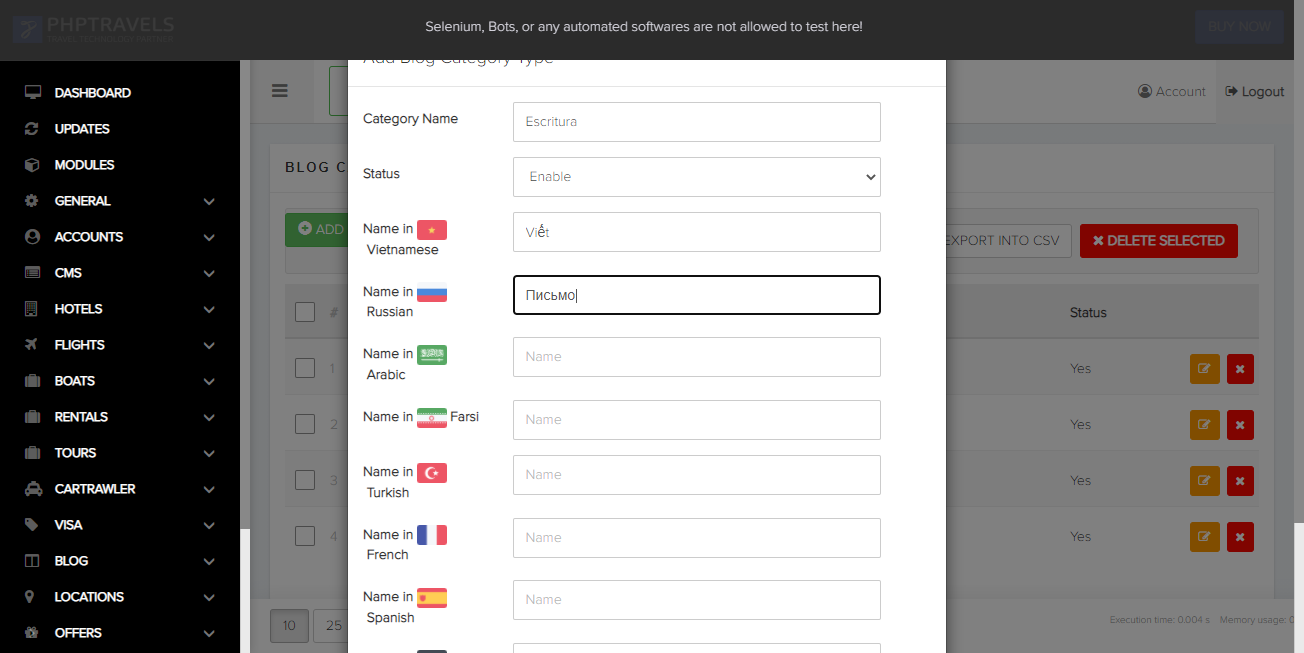 PHPTRAVELS
TRAVEL TECHNOLOGY PARTNER
Selenium, Bots, or any automated softwares are not allowed to test here!
BUY NOW
DASHBOARD
UPDATES
MODULES
GENERAL
ACCOUNTS
CMS
HOTELS
FLIGHTS
BOATS
RENTALS
TOURS
CARTRAWLER
VISA
BLOG
LOCATIONS
OFFERS
Account
Logout
BLOG C
ADD
Add Blog Category Type
Category Name
Escritura
Status
Enable
Name in Vietnamese
Viết
Name in Russian
Письмо
Name in Arabic
Name
Name in Farsi
Name
Name in Turkish
Name
Name in French
Name
Name in Spanish
Name
EXPORT INTO CSV
DELETE SELECTED
#
Status
1
Yes
2
Yes
3
Yes
4
Yes
10
25
Execution time: 0.004 s
Memory usage: 0